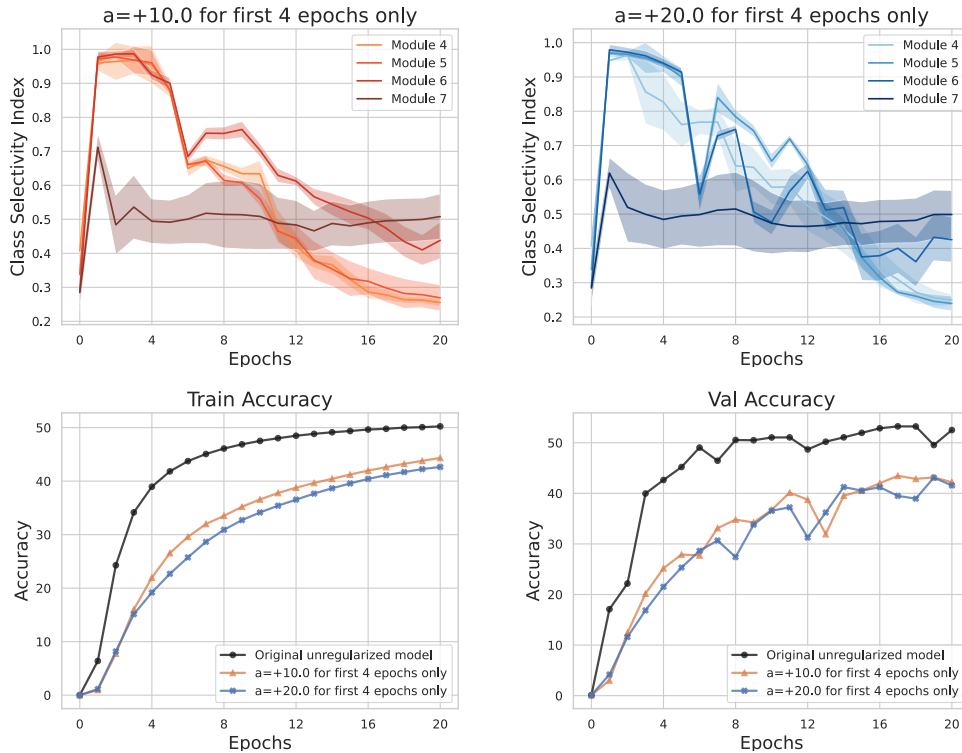 a=+10.0 for first 4 epochs only
Class Selectivity Index
1.0
0.9
0.8
0.7
0.6
0.5
0.4
0.3
0.2
0 4 8 12 16 20
Epochs
Module 4
Module 5
Module 6
Module 7
a=+20.0 for first 4 epochs only
Class Selectivity Index
1.0
0.9
0.8
0.7
0.6
0.5
0.4
0.3
0.2
0 4 8 12 16 20
Epochs
Module 4
Module 5
Module 6
Module 7
Train Accuracy
Accuracy
50
40
30
20
10
0
0 4 8 12 16 20
Epochs
Original unregularized model
a=+10.0 for first 4 epochs only
a=+20.0 for first 4 epochs only
Val Accuracy
Accuracy
50
40
30
20
10
0
0 4 8 12 16 20
Epochs
Original unregularized model
a=+10.0 for first 4 epochs only
a=+20.0 for first 4 epochs only